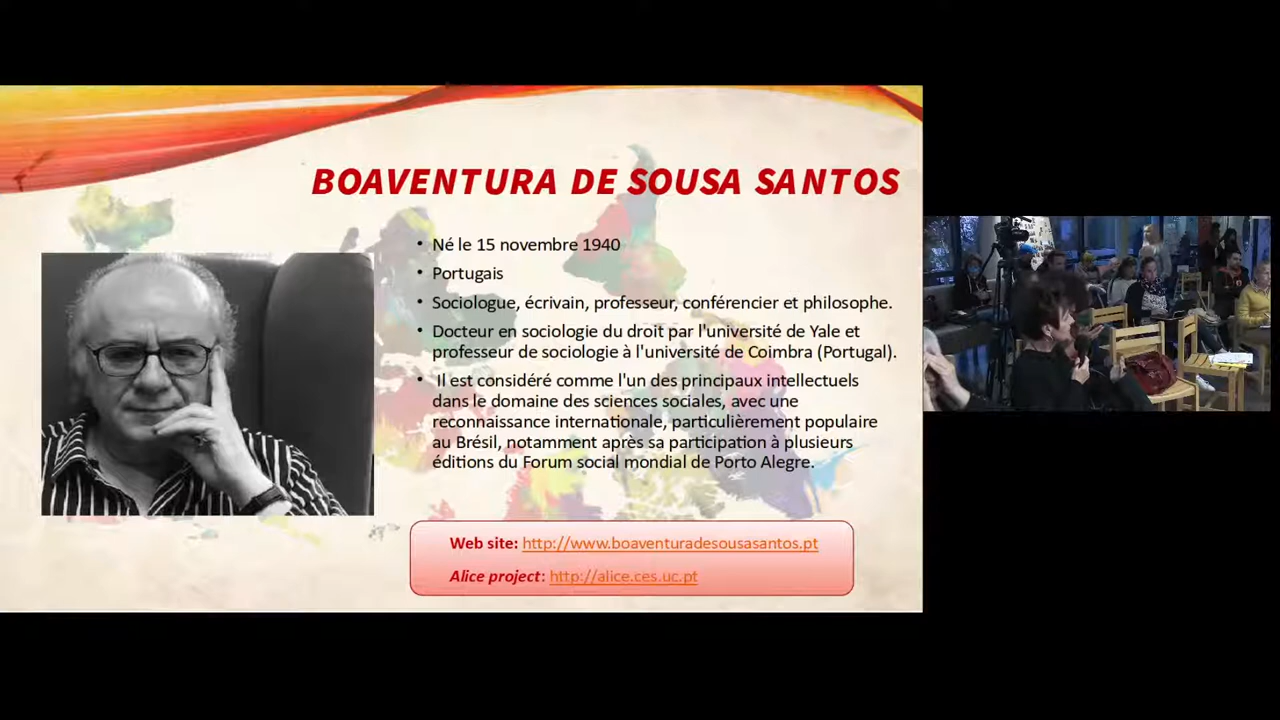 BOAVENTURA DE SOUSA SANTOS
• Né le 15 novembre 1940
• Portugais
• Sociologue, écrivain, professeur, conférencier et philosophe.
• Docteur en sociologie du droit par l'université de Yale et
professeur de sociologie à l'université de Coimbra (Portugal).
• Il est considéré comme l'un des principaux intellectuels
dans le domaine des sciences sociales, avec une
reconnaissance internationale, particulièrement populaire
au Brésil, notamment après sa participation à plusieurs
éditions du Forum social mondial de Porto Alegre.
Web site: http://www.boaventuradesousasantos.pt
Alice project: http://alice.ces.uc.pt